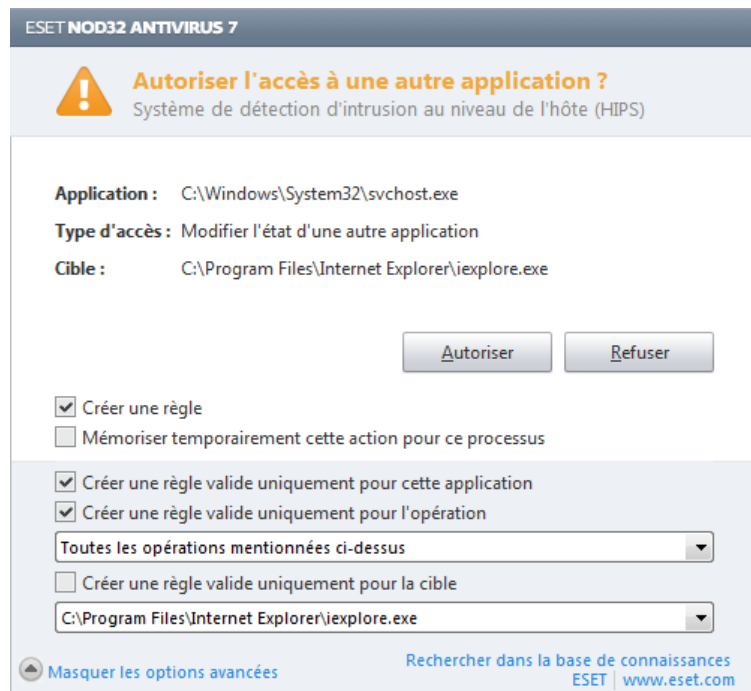 ESET NOD32 ANTIVIRUS 7
Autoriser l'accès à une autre application ?
Système de détection d'intrusion au niveau de l'hôte (HIPS)
Application : C:\Windows\System32\svchost.exe
Type d'accès : Modifier l'état d'une autre application
Cible : C:\Program Files\Internet Explorer\iexplore.exe
Autoriser Refuser
Créer une règle
Mémoriser temporairement cette action pour ce processus
Créer une règle valide uniquement pour cette application
Créer une règle valide uniquement pour l'opération
Toutes les opérations mentionnées ci-dessus
Créer une règle valide uniquement pour la cible
C:\Program Files\Internet Explorer\iexplore.exe
Masquer les options avancées
Rechercher dans la base de connaissances
ESET | www.eset.com